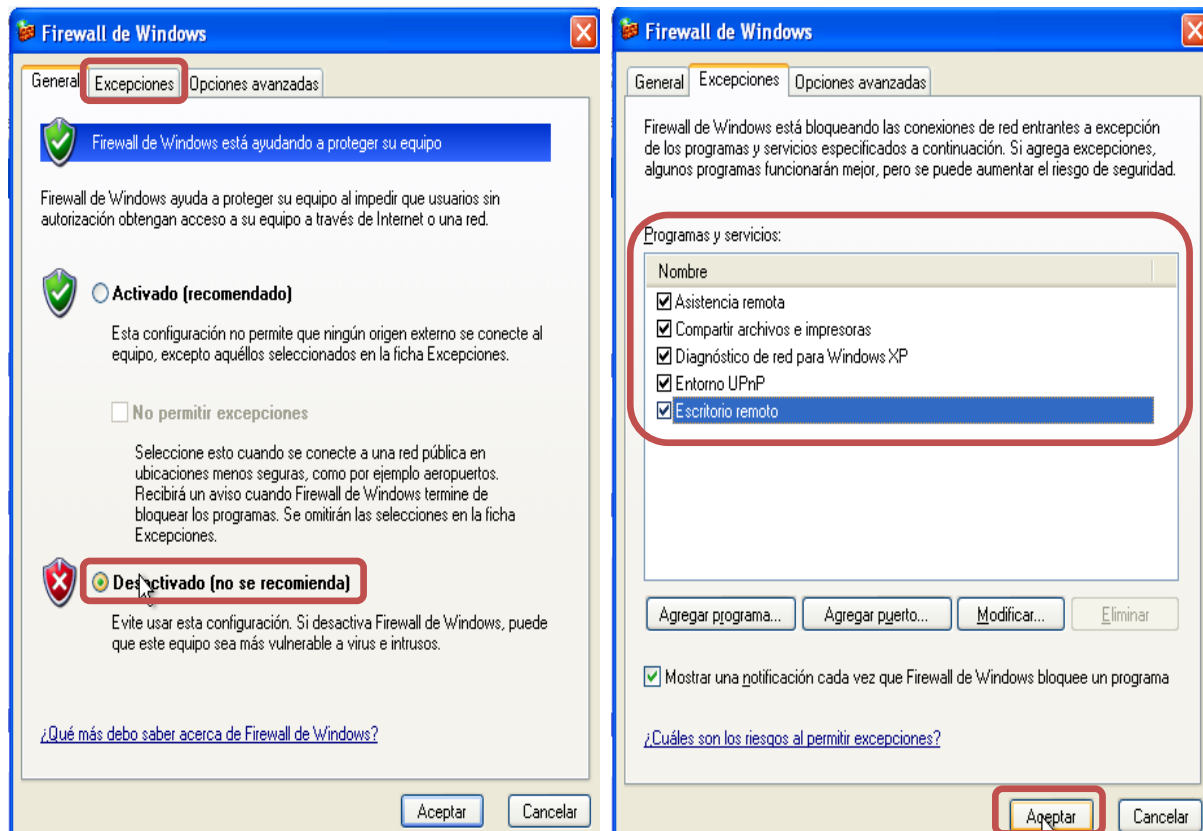 Firewall de Windows
General
Excepciones
Opciones avanzadas
Firewall de Windows está ayudando a proteger su equipo
Firewall de Windows ayuda a proteger su equipo al impedir que usuarios sin
autorización obtengan acceso a su equipo a través de Internet o una red.
Activado (recomendado)
Esta configuración no permite que ningún origen externo se conecte al
equipo, excepto aquéllos seleccionados en la ficha Excepciones.
No permitir excepciones
Seleccione esto cuando se conecte a una red pública en
ubicaciones menos seguras, como por ejemplo aeropuertos.
Recibirá un aviso cuando Firewall de Windows termine de
bloquear los programas. Se omitirán las selecciones en la ficha
Excepciones.
Desactivado (no se recomienda)
Evite usar esta configuración. Si desactiva Firewall de Windows, puede
que este equipo sea más vulnerable a virus e intrusos.
¿Qué más debo saber acerca de Firewall de Windows?
Aceptar
Cancelar
Firewall de Windows
General
Excepciones
Opciones avanzadas
Firewall de Windows está bloqueando las conexiones de red entrantes a excepción
de los programas y servicios especificados a continuación. Si agrega excepciones,
algunos programas funcionarán mejor, pero se puede aumentar el riesgo de seguridad.
Programas y servicios:
Nombre
Asistencia remota
Compartir archivos e impresoras
Diagnóstico de red para Windows XP
Entorno UPnP
Escritorio remoto
Agregar programa...
Agregar puerto...
Modificar...
Eliminar
Mostrar una notificación cada vez que Firewall de Windows bloquee un programa
¿Cuáles son los riesgos al permitir excepciones?
Aceptar
Cancelar